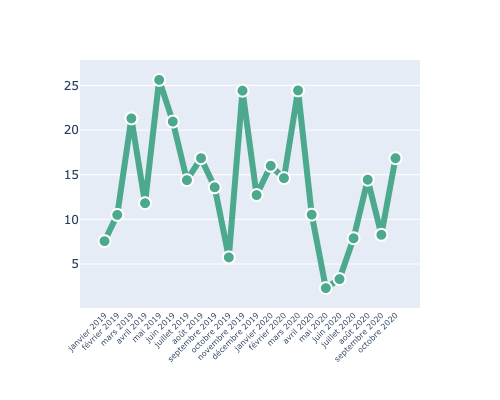 25
20
15
10
5
janvier 2019
février 2019
mars 2019
avril 2019
mai 2019
juin 2019
juillet 2019
août 2019
septembre 2019
octobre 2019
novembre 2019
décembre 2019
janvier 2020
février 2020
mars 2020
avril 2020
mai 2020
juin 2020
juillet 2020
août 2020
septembre 2020
octobre 2020